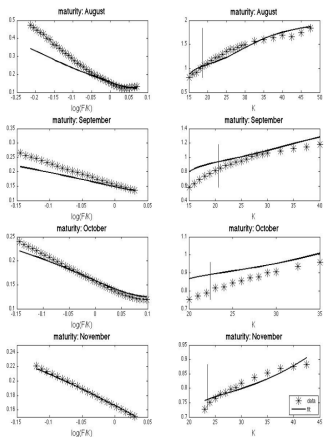 maturity: August
0.5
0.4
0.3
0.2
0.1
-0.25 -0.2 -0.15 -0.1 -0.05 0 0.05 0.1
log(F/K)
maturity: August
2
1.5
1
0.5
15 20 25 30 35 40 45 50
K
maturity: September
0.35
0.3
0.25
0.2
0.15
0.1
-0.15 -0.1 -0.05 0 0.05
log(F/K)
maturity: September
1.4
1.2
1
0.8
0.6
0.4
15 20 25 30 35 40 45
K
maturity: October
0.25
0.2
0.15
0.1
-0.15 -0.1 -0.05 0 0.05 0.1
log(F/K)
maturity: October
1.1
1
0.9
0.8
0.7
20 25 30 35
K
maturity: November
0.24
0.22
0.2
0.18
0.16
-0.15 -0.1 -0.05 0 0.05
log(F/K)
maturity: November
0.95
0.9
0.85
0.8
0.75
0.7
20 25 30 35 40 45
K
data
fit